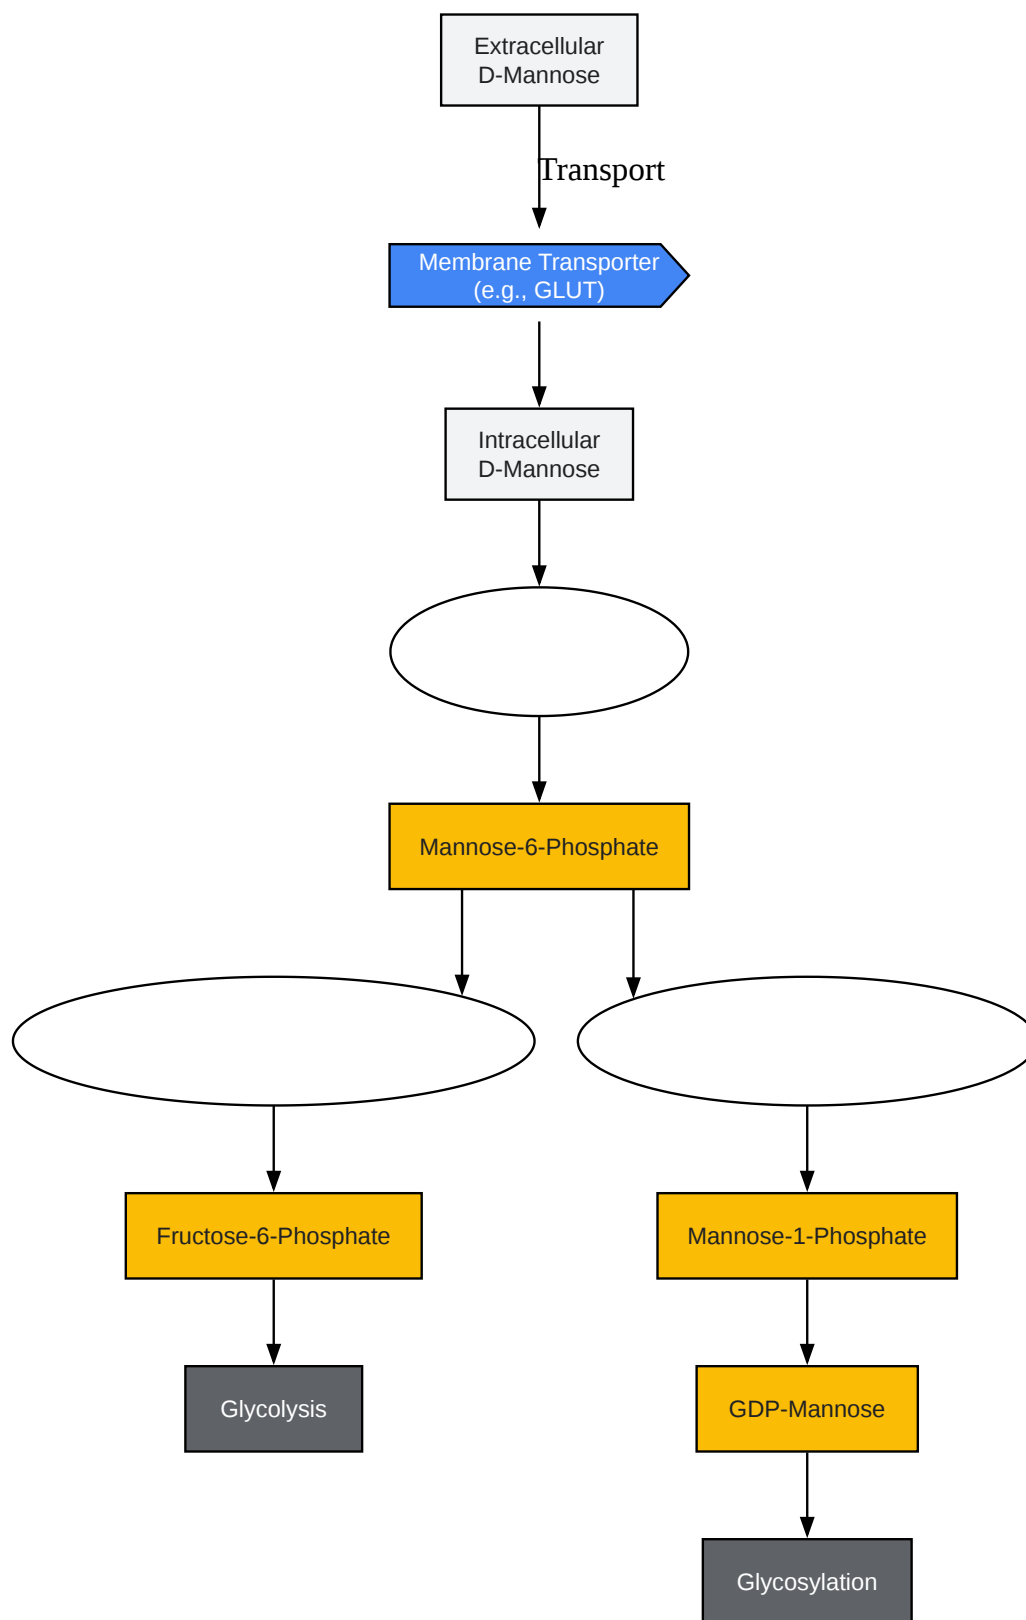 Extracellular
D-Mannose
Transport
Membrane Transporter
(e.g., GLUT)
Intracellular
D-Mannose
Mannose-6-Phosphate
Fructose-6-Phosphate
Mannose-1-Phosphate
Glycolysis
GDP-Mannose
Glycosylation